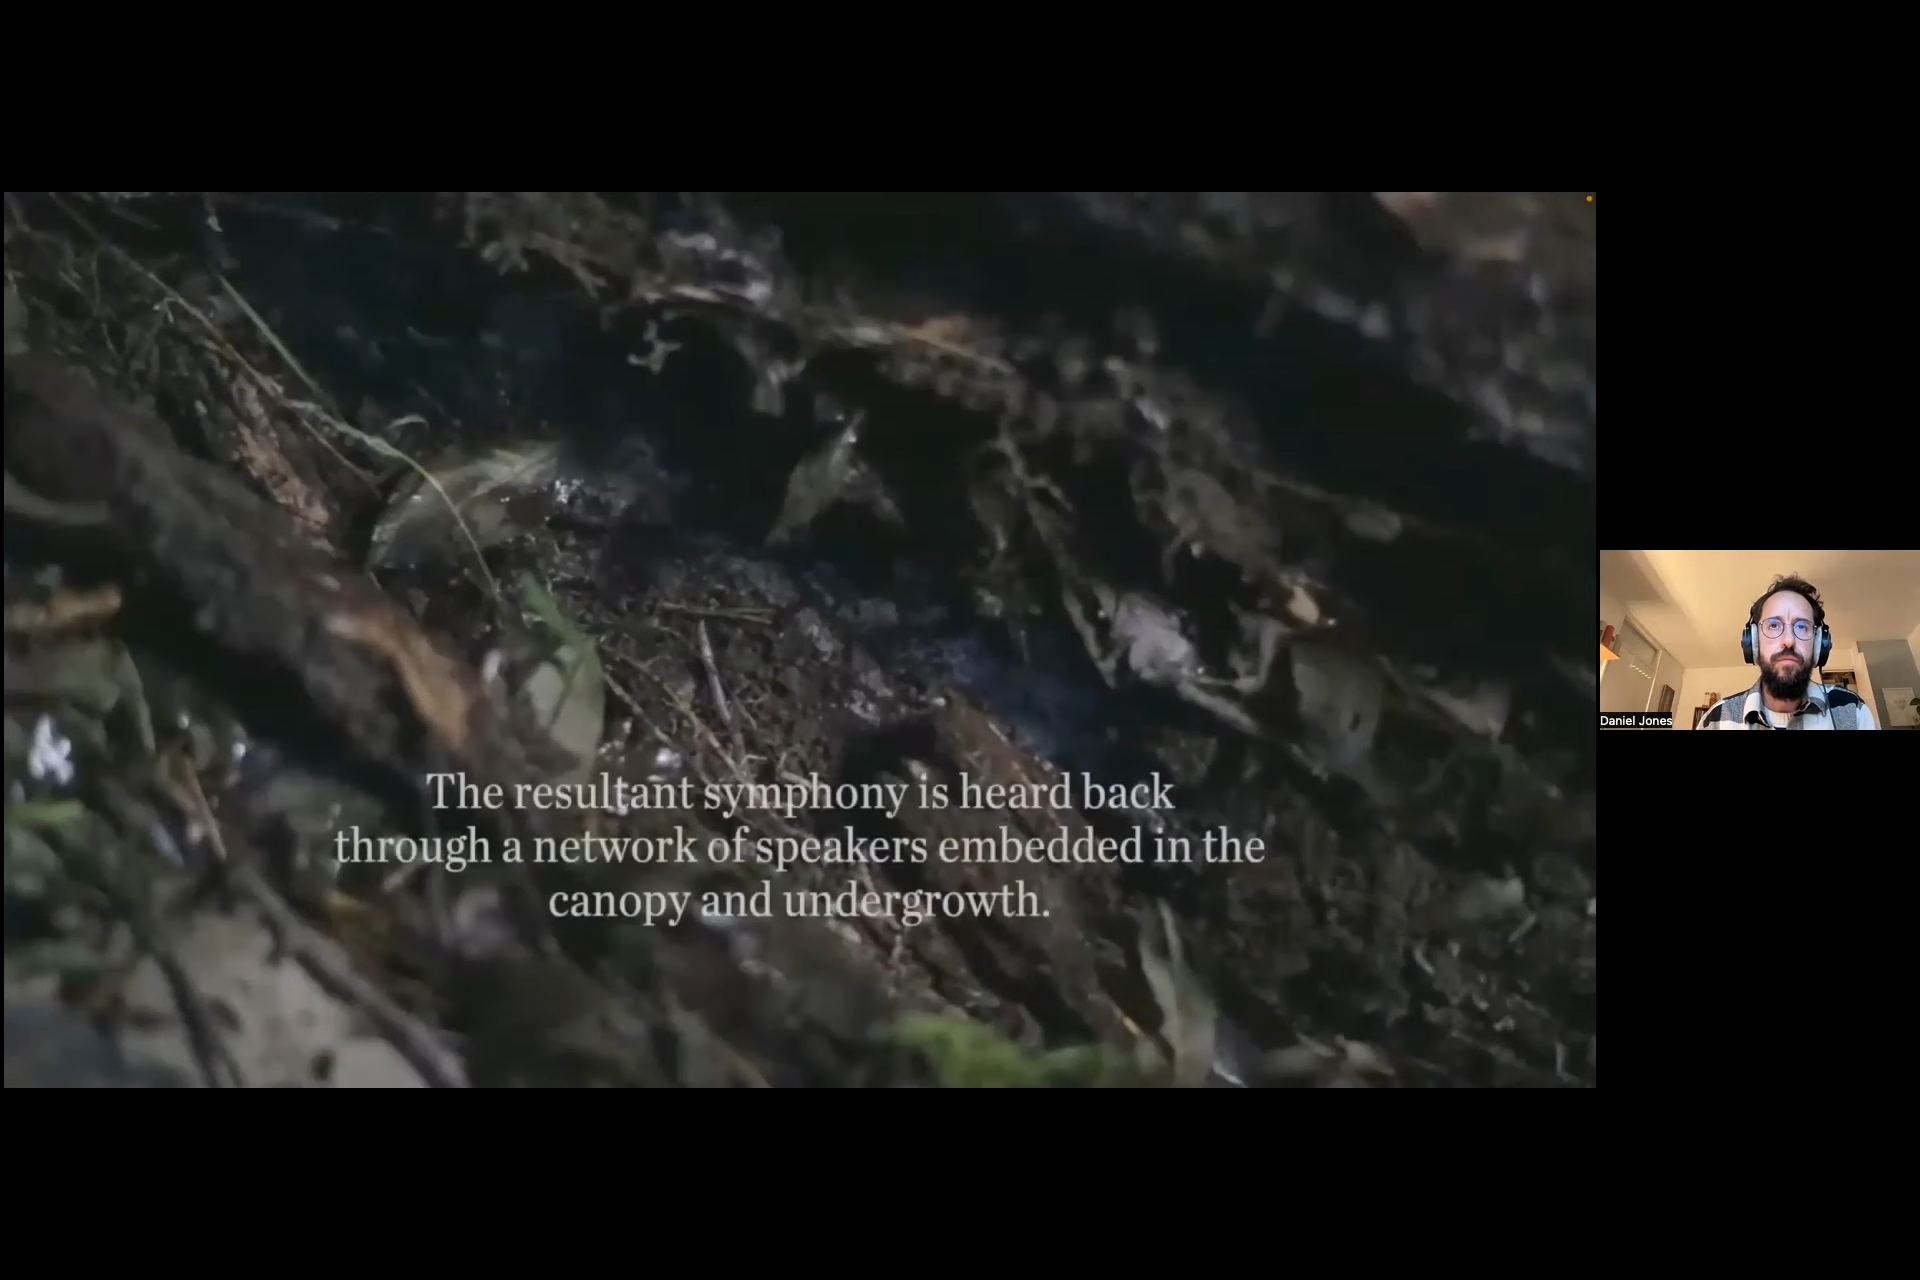 The resultant symphony is heard back
through a network of speakers embedded in the
canopy and undergrowth.
Daniel Jones